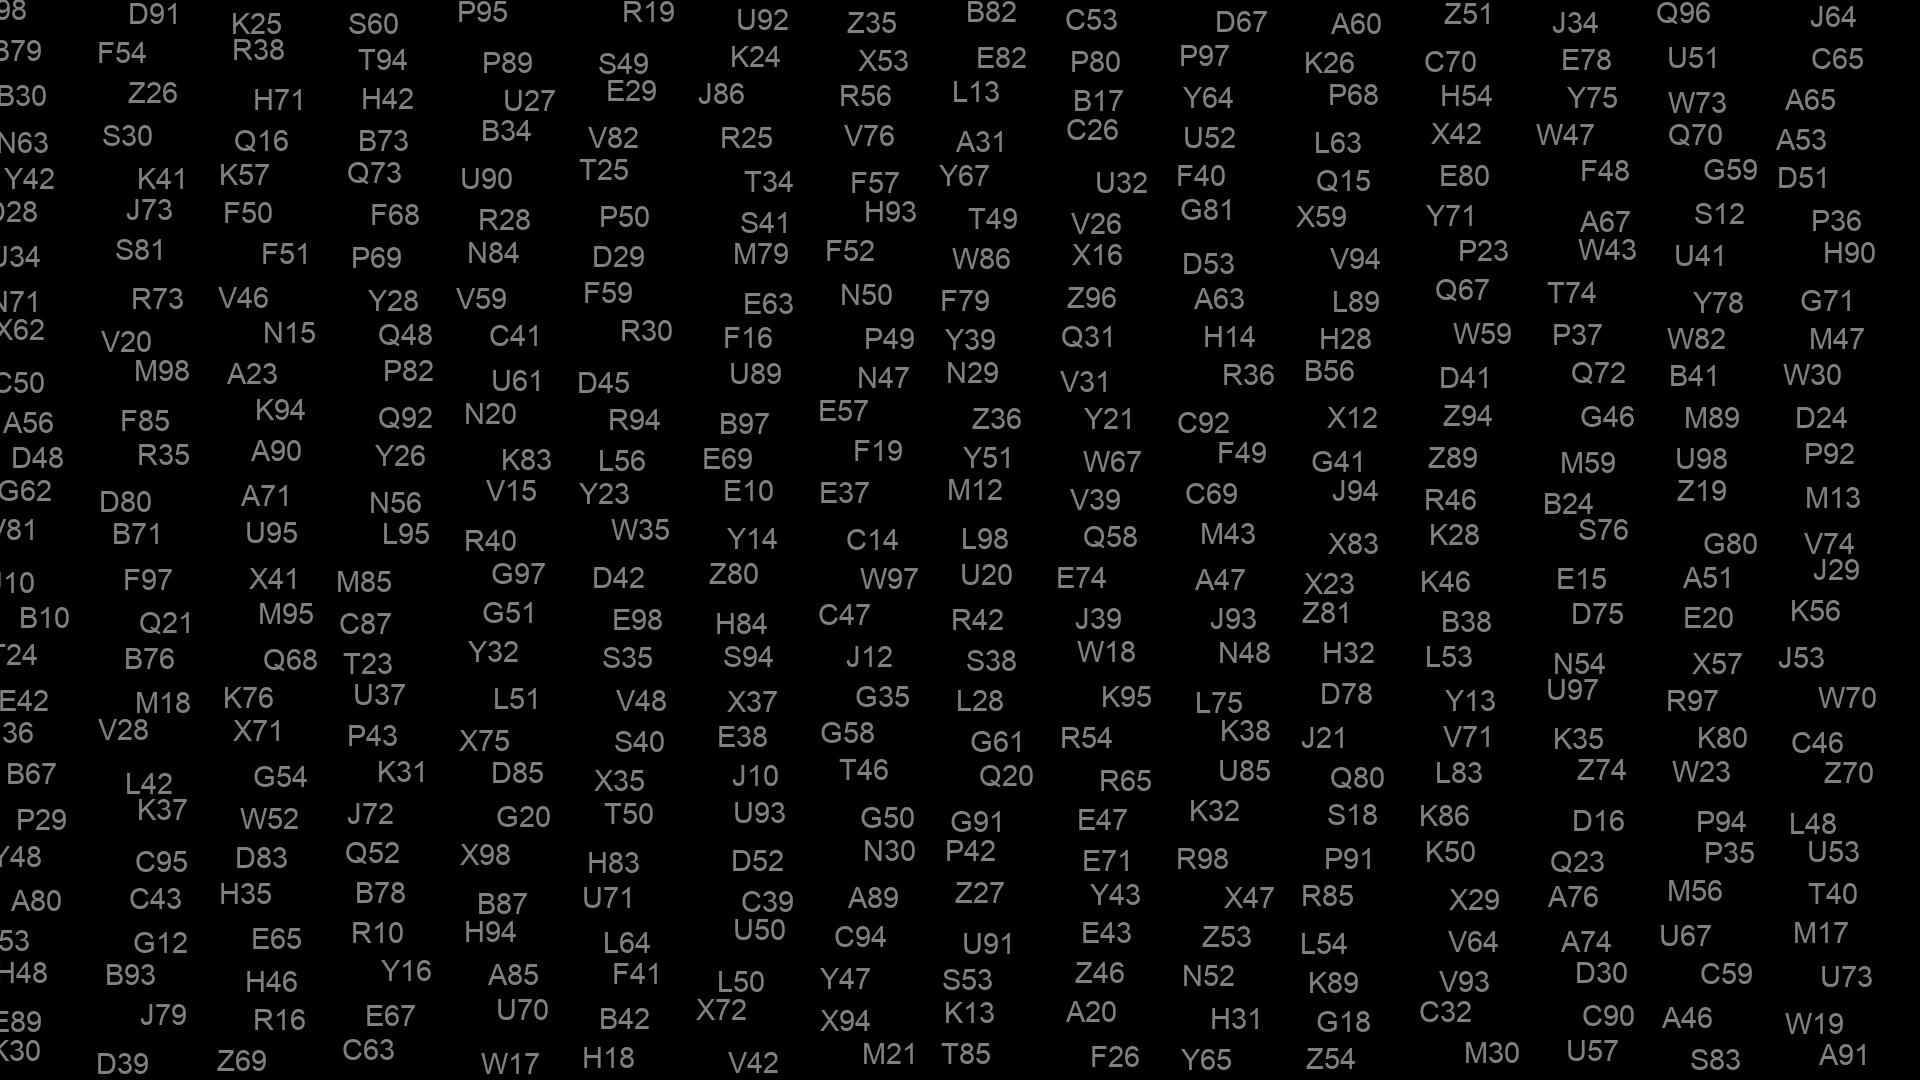 98 D91 K25 S60 P95 R19 U92 Z35 B82 C53 D67 A60 Z51 J34 Q96 J64
B79 F54 R38 T94 P89 S49 K24 X53 E82 P80 P97 K26 C70 E78 U51 C65
B30 Z26 H71 H42 U27 E29 J86 R56 L13 B17 Y64 P68 H54 Y75 W73 A65
N63 S30 Q16 B73 B34 V82 R25 V76 A31 C26 U52 L63 X42 W47 Q70 A53
Y42 K41 K57 Q73 U90 T25 T34 F57 Y67 U32 F40 Q15 E80 F48 G59 D51
D28 J73 F50 F68 R28 P50 S41 H93 T49 V26 G81 X59 Y71 A67 S12 P36
J34 S81 F51 P69 N84 D29 M79 F52 W86 X16 D53 V94 P23 W43 U41 H90
N71 R73 V46 Y28 V59 F59 E63 N50 F79 Z96 A63 L89 Q67 T74 Y78 G71
X62 V20 N15 Q48 C41 R30 F16 P49 Y39 Q31 H14 H28 W59 P37 W82 M47
C50 M98 A23 P82 U61 D45 U89 N47 N29 V31 R36 B56 D41 Q72 B41 W30
A56 F85 K94 Q92 N20 R94 B97 E57 Z36 Y21 C92 X12 Z94 G46 M89 D24
D48 R35 A90 Y26 K83 L56 E69 F19 Y51 W67 F49 G41 Z89 M59 U98 P92
G62 D80 A71 N56 V15 Y23 E10 E37 M12 V39 C69 J94 R46 B24 Z19 M13
V81 B71 U95 L95 R40 W35 Y14 C14 L98 Q58 M43 X83 K28 S76 G80 V74
10 F97 X41 M85 G97 D42 Z80 W97 U20 E74 A47 X23 K46 E15 A51 J29
B10 Q21 M95 C87 G51 E98 H84 C47 R42 J39 J93 Z81 B38 D75 E20 K56
T24 B76 Q68 T23 Y32 S35 S94 J12 S38 W18 N48 H32 L53 N54 X57 J53
E42 M18 K76 U37 L51 V48 X37 G35 L28 K95 L75 D78 Y13 U97 R97 W70
36 V28 X71 P43 X75 S40 E38 G58 G61 R54 K38 J21 V71 K35 K80 C46
B67 L42 G54 K31 D85 X35 J10 T46 Q20 R65 U85 Q80 L83 Z74 W23 Z70
P29 K37 W52 J72 G20 T50 U93 G50 G91 E47 K32 S18 K86 D16 P94 L48
Y48 C95 D83 Q52 X98 H83 D52 N30 P42 E71 R98 P91 K50 Q23 P35 U53
A80 C43 H35 B78 B87 U71 C39 A89 Z27 Y43 X47 R85 X29 A76 M56 T40
53 G12 E65 R10 H94 L64 U50 C94 U91 E43 Z53 L54 V64 A74 U67 M17
H48 B93 H46 Y16 A85 F41 L50 Y47 S53 Z46 N52 K89 V93 D30 C59 U73
E89 J79 R16 E67 U70 B42 X72 X94 K13 A20 H31 G18 C32 C90 A46 W19
K30 D39 Z69 C63 W17 H18 V42 M21 T85 F26 Y65 Z54 M30 U57 S83 A91